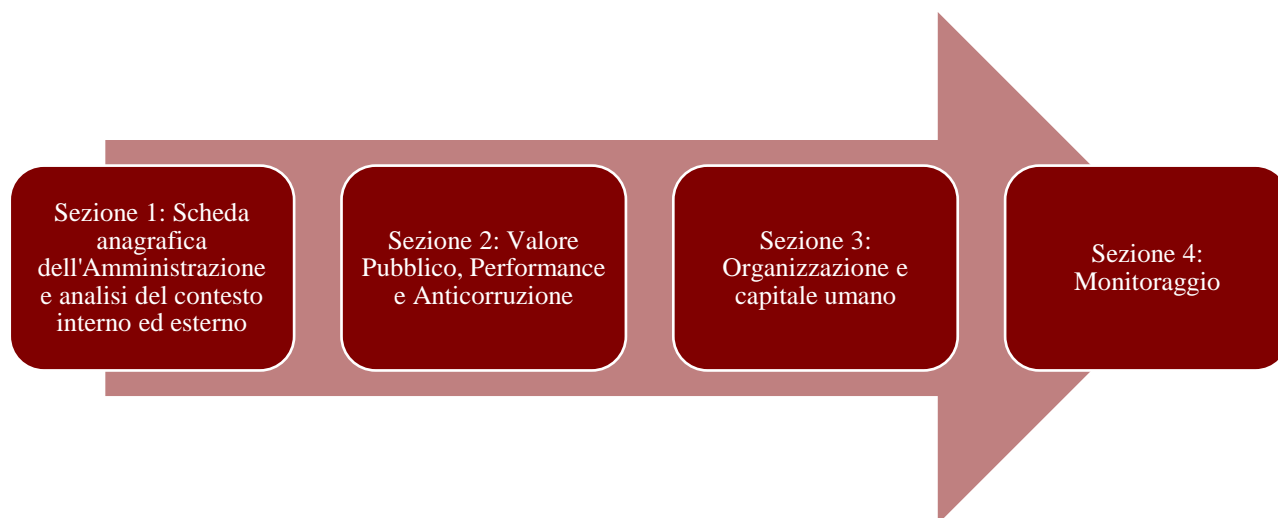 Sezione 1: Scheda
anagrafica
dell'Amministrazione
e analisi del contesto
interno ed esterno
Sezione 2: Valore
Pubblico, Performance
e Anticorruzione
Sezione 3:
Organizzazione e
capitale umano
Sezione 4:
Monitoraggio